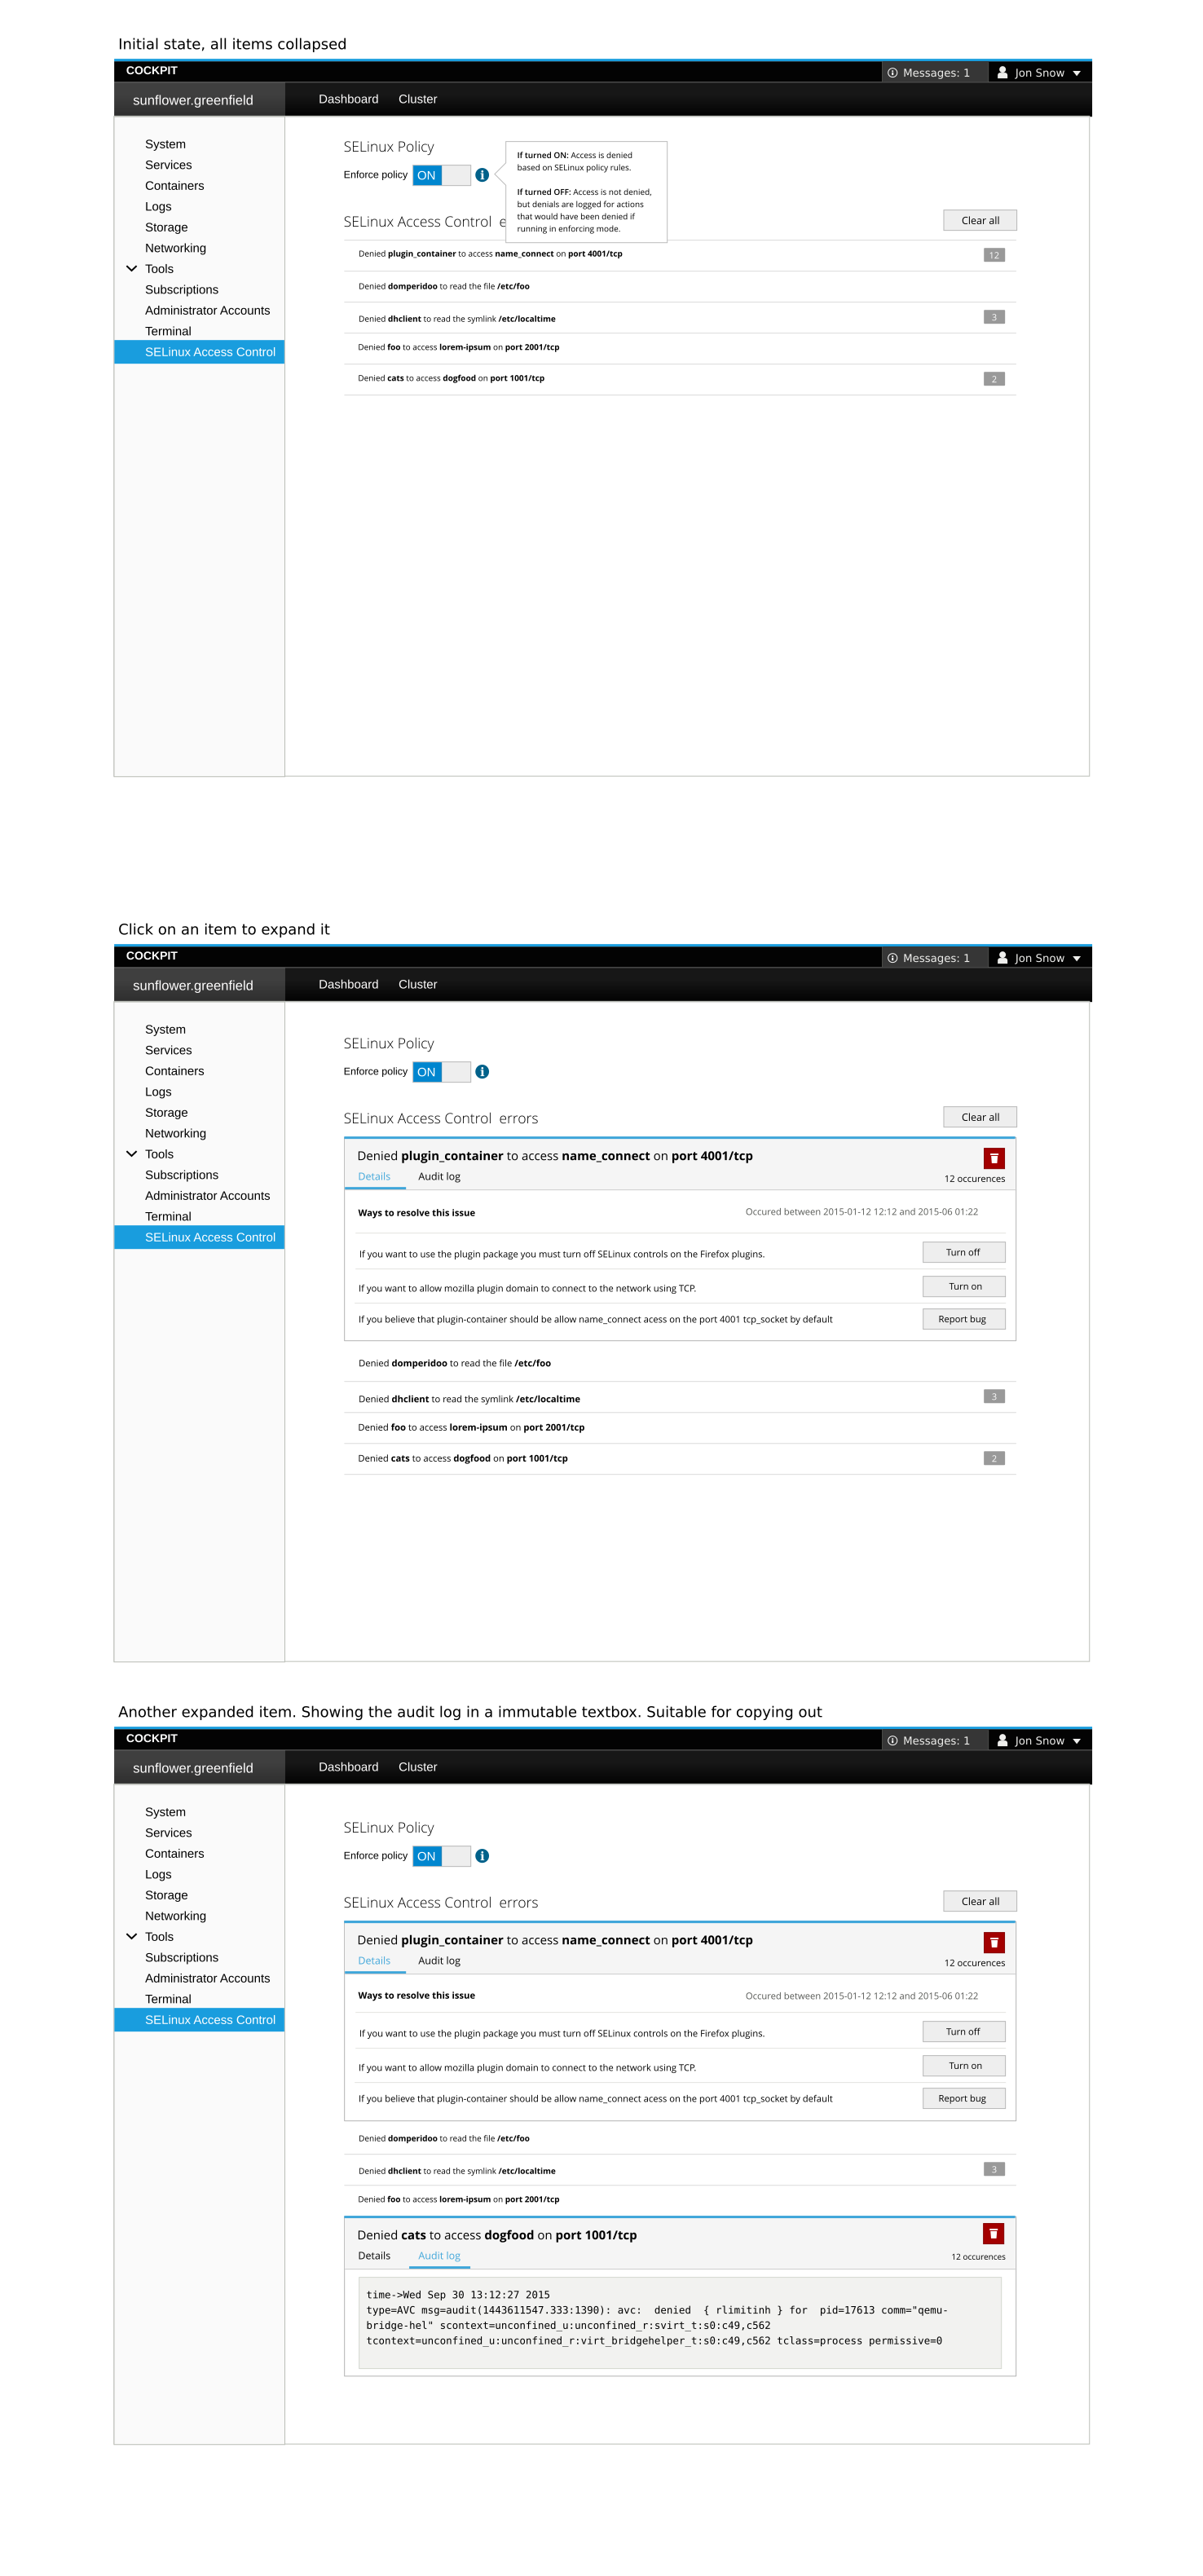 Initial state, all items collapsed
COCKPIT
Messages: 1
Jon Snow
sunflower.greenfield
Dashboard
Cluster
System
Services
Containers
Logs
Storage
Networking
Tools
Subscriptions
Administrator Accounts
Terminal
SELinux Access Control
SELinux Policy
Enforce policy ON
If turned ON: Access is denied
based on SELinux policy rules.
If turned OFF: Access is not denied,
but denials are logged for actions
that would have been denied if
running in enforcing mode.
SELinux Access Control e
Clear all
Denied plugin_container to access name_connect on port 4001/tcp
12
Denied domperidoo to read the file /etc/foo
Denied dhclient to read the symlink /etc/localtime
3
Denied foo to access lorem-ipsum on port 2001/tcp
Denied cats to access dogfood on port 1001/tcp
2
Click on an item to expand it
COCKPIT
Messages: 1
Jon Snow
sunflower.greenfield
Dashboard
Cluster
System
Services
Containers
Logs
Storage
Networking
Tools
Subscriptions
Administrator Accounts
Terminal
SELinux Access Control
SELinux Policy
Enforce policy ON
SELinux Access Control errors
Clear all
Denied plugin_container to access name_connect on port 4001/tcp
Details
Audit log
12 occurences
Ways to resolve this issue
Occured between 2015-01-12 12:12 and 2015-06 01:22
If you want to use the plugin package you must turn off SELinux controls on the Firefox plugins.
Turn off
If you want to allow mozilla plugin domain to connect to the network using TCP.
Turn on
If you believe that plugin-container should be allow name_connect acess on the port 4001 tcp_socket by default
Report bug
Denied domperidoo to read the file /etc/foo
Denied dhclient to read the symlink /etc/localtime
3
Denied foo to access lorem-ipsum on port 2001/tcp
Denied cats to access dogfood on port 1001/tcp
2
Another expanded item. Showing the audit log in a immutable textbox. Suitable for copying out
COCKPIT
Messages: 1
Jon Snow
sunflower.greenfield
Dashboard
Cluster
System
Services
Containers
Logs
Storage
Networking
Tools
Subscriptions
Administrator Accounts
Terminal
SELinux Access Control
SELinux Policy
Enforce policy ON
SELinux Access Control errors
Clear all
Denied plugin_container to access name_connect on port 4001/tcp
Details
Audit log
12 occurences
Ways to resolve this issue
Occured between 2015-01-12 12:12 and 2015-06 01:22
If you want to use the plugin package you must turn off SELinux controls on the Firefox plugins.
Turn off
If you want to allow mozilla plugin domain to connect to the network using TCP.
Turn on
If you believe that plugin-container should be allow name_connect acess on the port 4001 tcp_socket by default
Report bug
Denied domperidoo to read the file /etc/foo
Denied dhclient to read the symlink /etc/localtime
3
Denied foo to access lorem-ipsum on port 2001/tcp
Denied cats to access dogfood on port 1001/tcp
Details
Audit log
12 occurences
time->Wed Sep 30 13:12:27 2015
type=AVC msg=audit(1443611547.333:1390): avc:  denied  { rlimitinh } for  pid=17613 comm="qemu-
bridge-hel" scontext=unconfined_u:unconfined_r:svirt_t:s0:c49,c562
tcontext=unconfined_u:unconfined_r:virt_bridgehelper_t:s0:c49,c562 tclass=process permissive=0